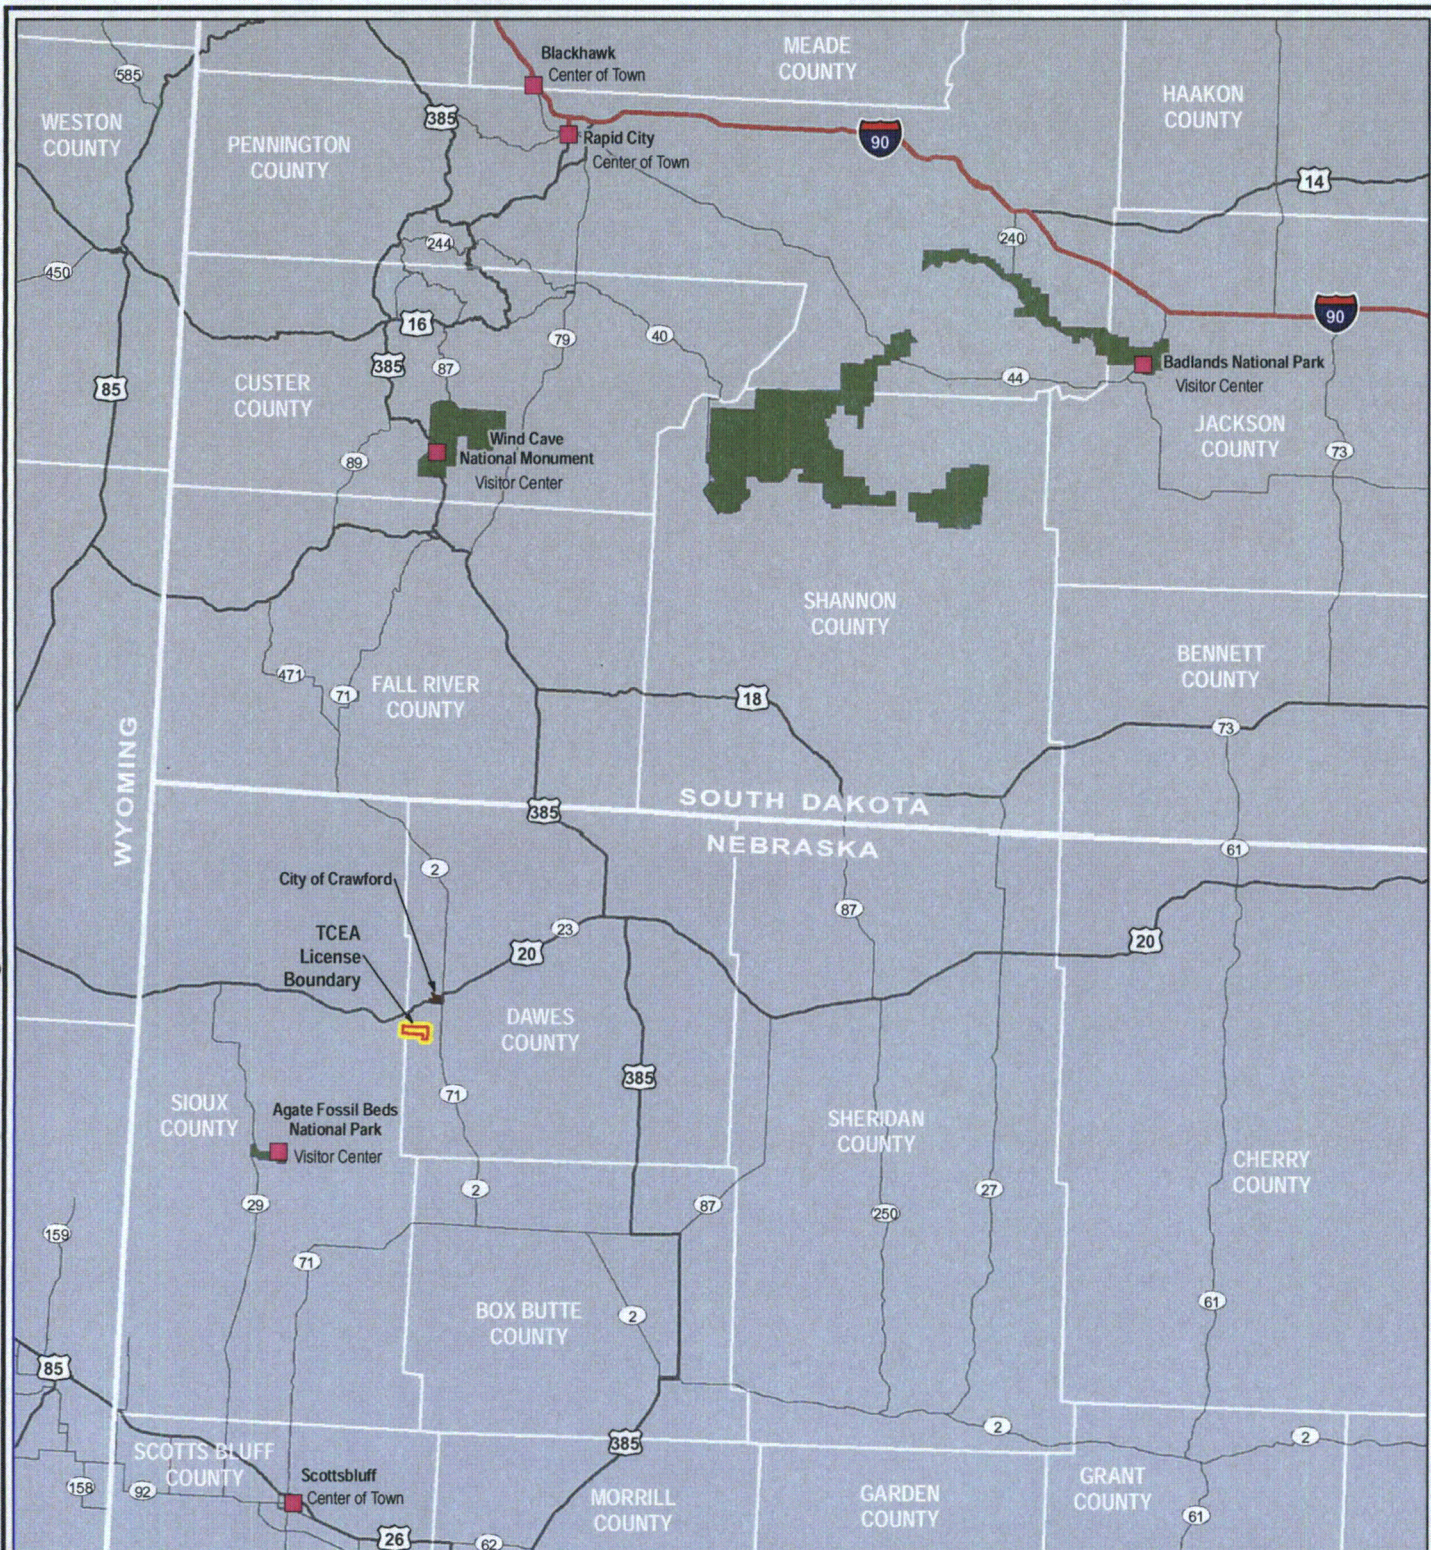 Blackhawk
Center of Town
MEADE
COUNTY
585
HAAKON
COUNTY
WESTON
COUNTY
385
PENNINGTON
COUNTY
Rapid City
Center of Town
90
14
244
240
450
16
79
40
90
385
87
85
CUSTER
COUNTY
44
Badlands National Park
Visitor Center
JACKSON
COUNTY
Wind Cave
National Monument
Visitor Center
89
73
SHANNON
COUNTY
BENNETT
COUNTY
471
71
FALL RIVER
COUNTY
18
73
WYOMING
SOUTH DAKOTA
385
NEBRASKA
61
2
City of Crawford
87
23
20
20
TCEA
License
Boundary
DAWES
COUNTY
385
71
SIOUX
COUNTY
Agate Fossil Beds
National Park
Visitor Center
SHERIDAN
COUNTY
CHERRY
COUNTY
2
27
29
87
250
159
71
61
BOX BUTTE
COUNTY
2
85
2
2
385
SCOTTS BLUFF
COUNTY
Scottsbluff
Center of Town
158
92
MORRILL
COUNTY
GARDEN
COUNTY
GRANT
COUNTY
61
26
62